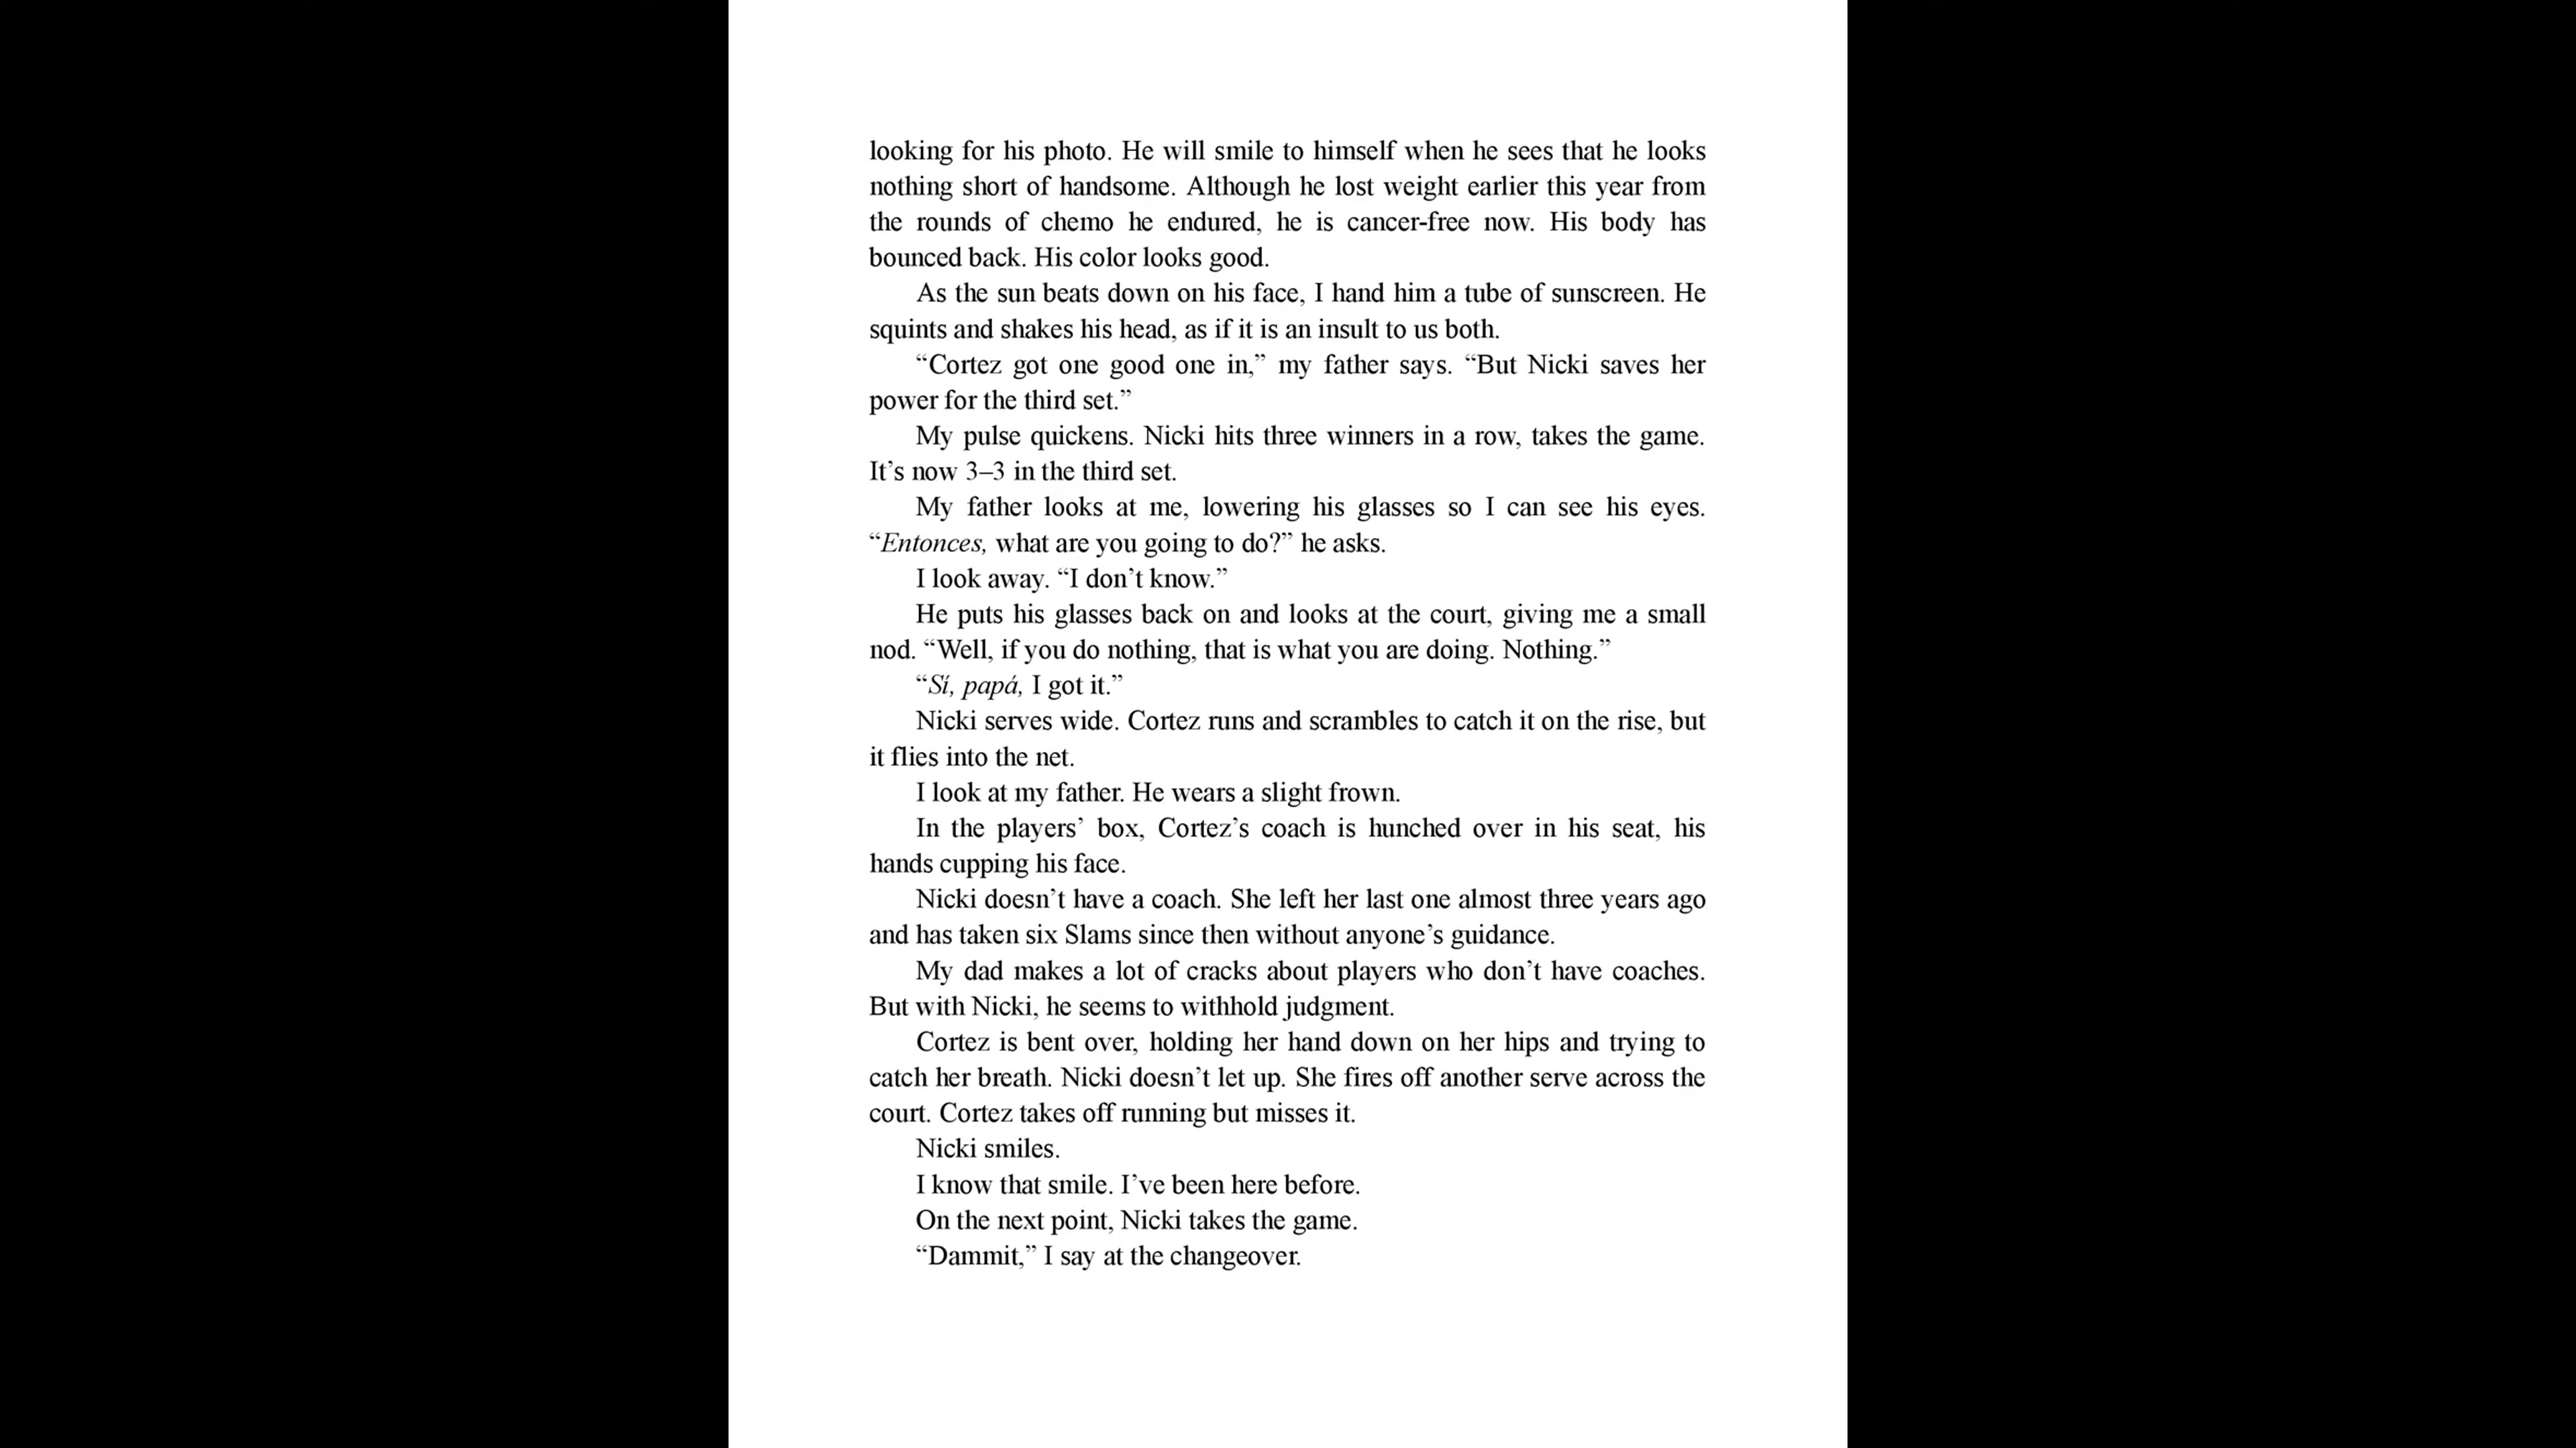 looking for his photo. He will smile to himself when he sees that he looks
nothing short of handsome. Although he lost weight earlier this year from
the rounds of chemo he endured, he is cancer-free now. His body has
bounced back. His color looks good.
As the sun beats down on his face, I hand him a tube of sunscreen. He
squints and shakes his head, as if it is an insult to us both.
“Cortez got one good one in,” my father says. “But Nicki saves her
power for the third set.”
My pulse quickens. Nicki hits three winners in a row, takes the game.
It’s now 3–3 in the third set.
My father looks at me, lowering his glasses so I can see his eyes.
“Entonces, what are you going to do?” he asks.
I look away. “I don’t know.”
He puts his glasses back on and looks at the court, giving me a small
nod. “Well, if you do nothing, that is what you are doing. Nothing.”
“Sí, papá, I got it.”
Nicki serves wide. Cortez runs and scrambles to catch it on the rise, but
it flies into the net.
I look at my father. He wears a slight frown.
In the players’ box, Cortez’s coach is hunched over in his seat, his
hands cupping his face.
Nicki doesn’t have a coach. She left her last one almost three years ago
and has taken six Slams since then without anyone’s guidance.
My dad makes a lot of cracks about players who don’t have coaches.
But with Nicki, he seems to withhold judgment.
Cortez is bent over, holding her hand down on her hips and trying to
catch her breath. Nicki doesn’t let up. She fires off another serve across the
court. Cortez takes off running but misses it.
Nicki smiles.
I know that smile. I’ve been here before.
On the next point, Nicki takes the game.
“Dammit,” I say at the changeover.